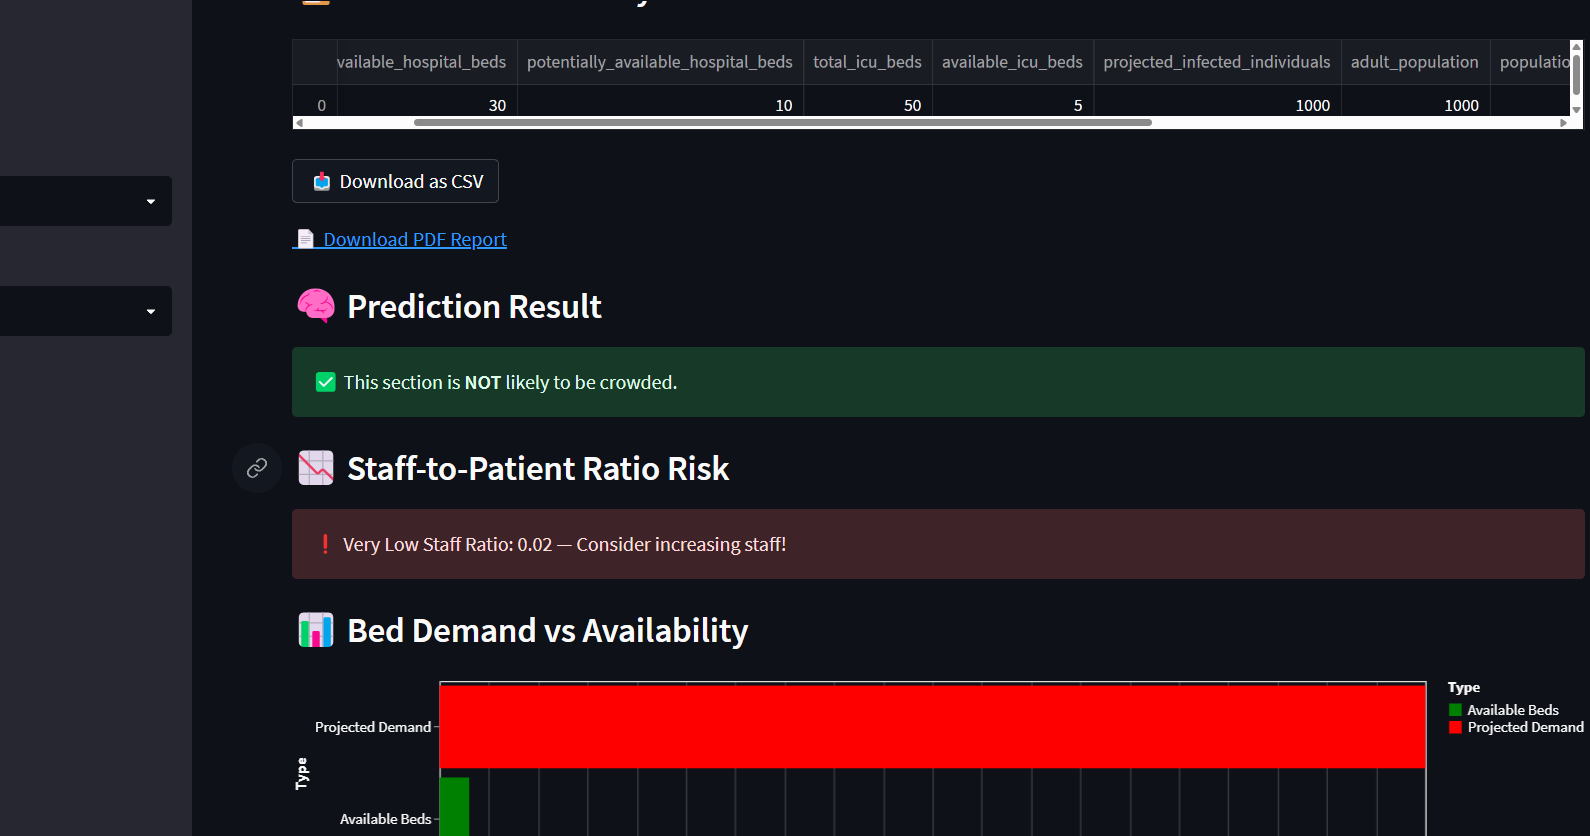 vailable_hospital_beds potentially_available_hospital_beds total_icu_beds available_icu_beds projected_infected_individuals adult_population populatio
0 30 10 50 5 1000 1000
Download as CSV
Download PDF Report
Prediction Result
This section is NOT likely to be crowded.
Staff-to-Patient Ratio Risk
Very Low Staff Ratio: 0.02 — Consider increasing staff!
Bed Demand vs Availability
Type
Available Beds
Projected Demand
Projected Demand
Type
Available Beds